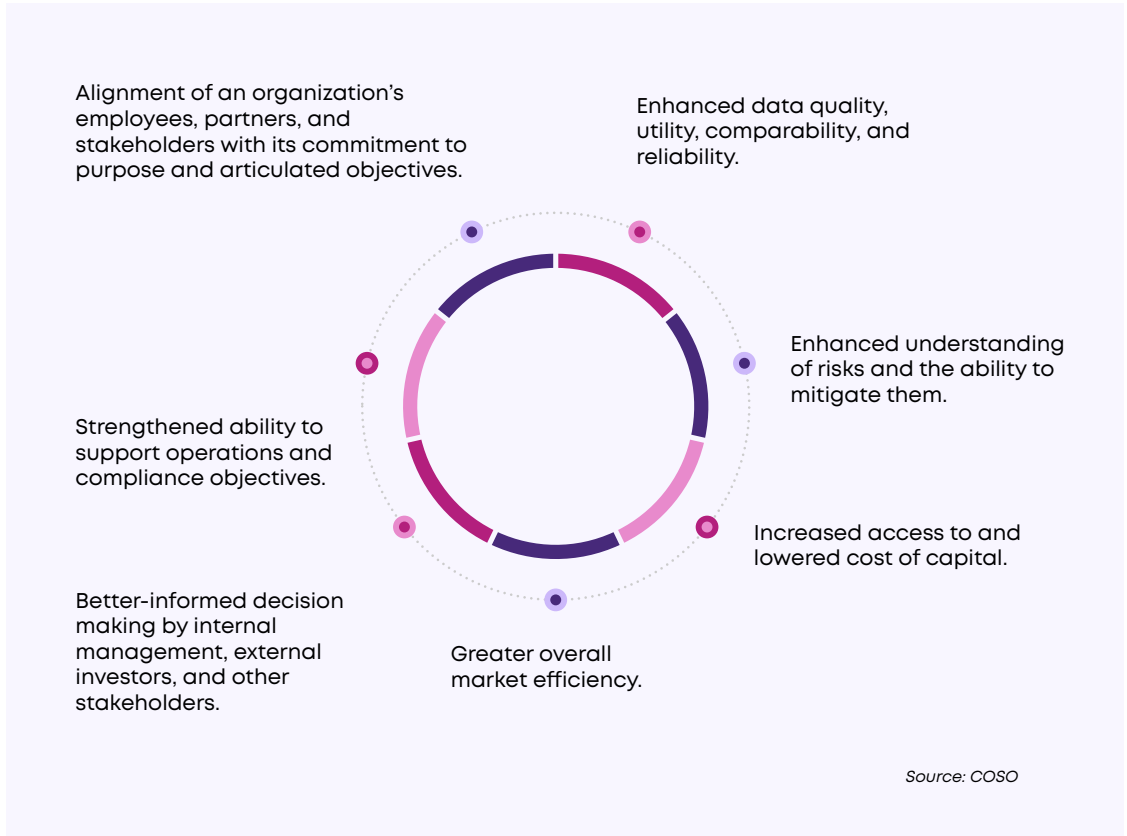 Alignment of an organization’s
employees, partners, and
stakeholders with its commitment to
purpose and articulated objectives.
Enhanced data quality,
utility, comparability, and
reliability.
Enhanced understanding
of risks and the ability to
mitigate them.
Strengthened ability to
support operations and
compliance objectives.
Increased access to and
lowered cost of capital.
Better-informed decision
making by internal
management, external
investors, and other
stakeholders.
Greater overall
market efficiency.
Source: COSO